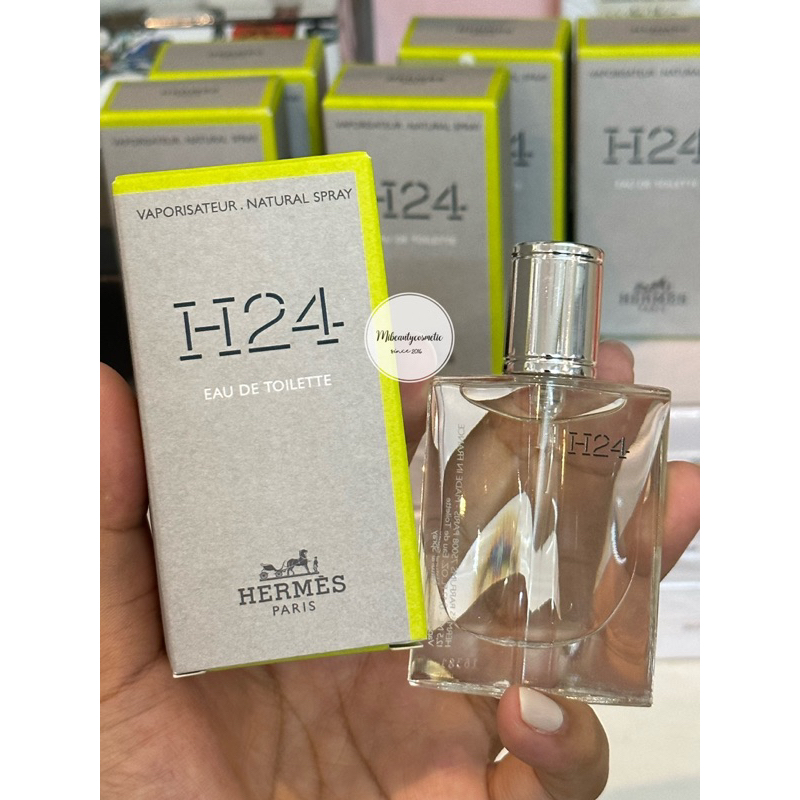 VAPORISATEUR . NATURAL SPRAY
H24
EAU DE TOILETTE
HERMÈS
PARIS
Mibeautycosmetic
since 2016
H24
VAPORISATEUR . NATURAL SPRAY
H24
EAU DE TOILETTE
H24
EAU DE TOILETTE
HERMÈS
PARIS